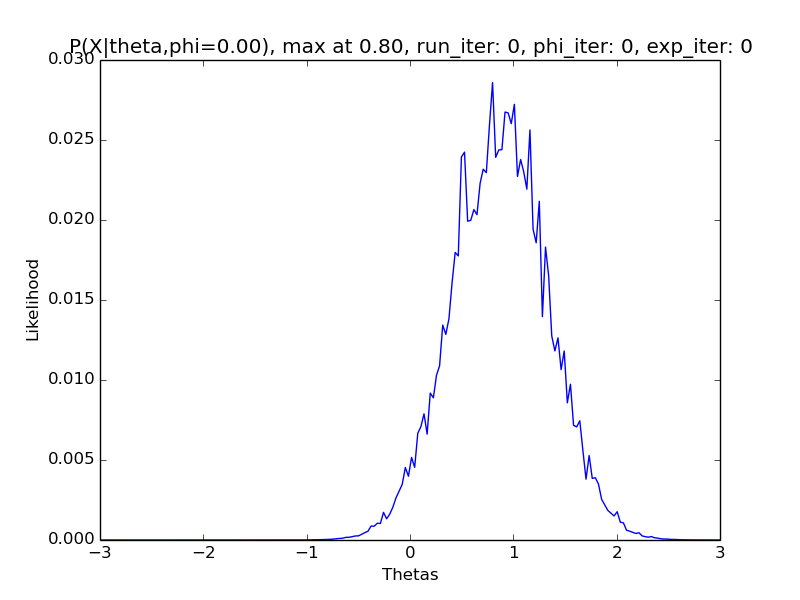 P(X|theta,phi=0.00), max at 0.80, run_iter: 0, phi_iter: 0, exp_iter: 0
0.030
0.025
0.020
0.015
0.010
0.005
0.000
Likelihood
−3 −2 −1 0 1 2 3
Thetas